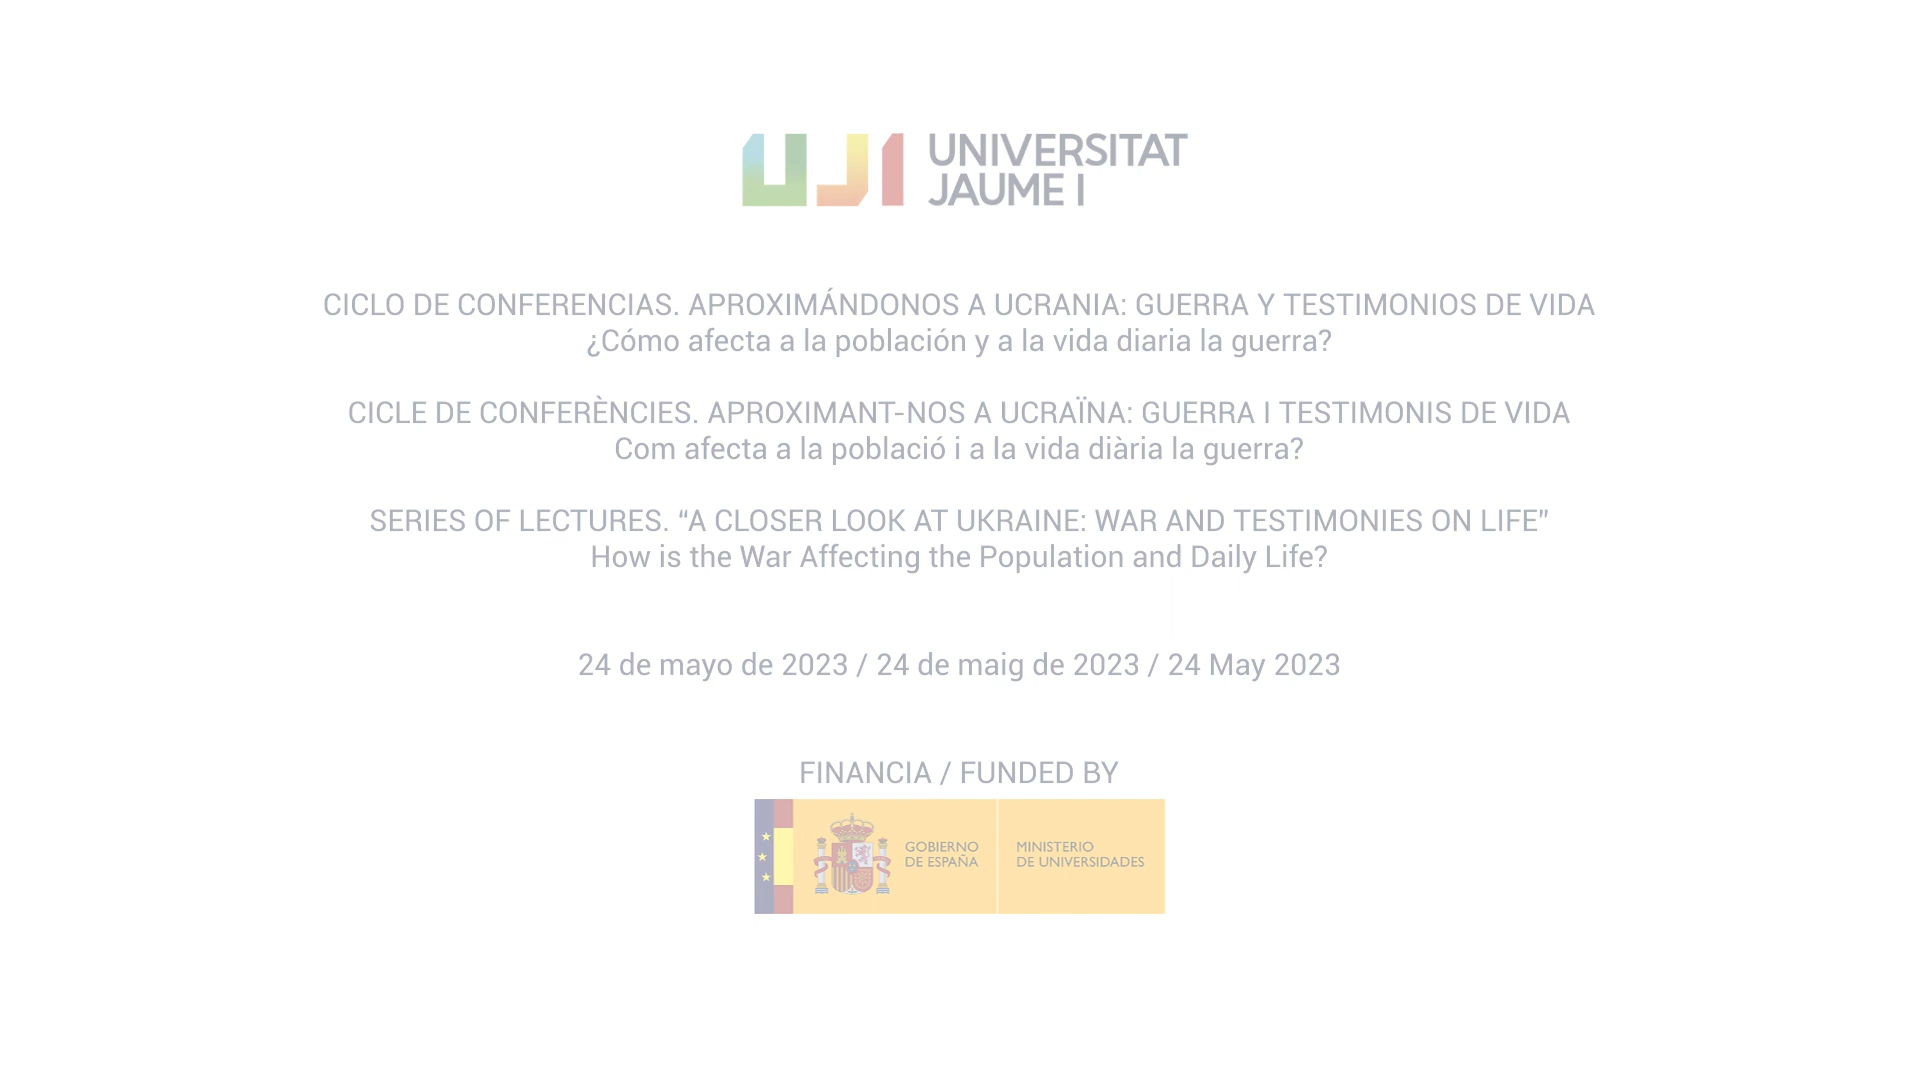 UJI UNIVERSITAT
JAUME I
CICLO DE CONFERENCIAS. APROXIMÁNDONOS A UCRANIA: GUERRA Y TESTIMONIOS DE VIDA
¿Cómo afecta a la población y a la vida diaria la guerra?
CICLE DE CONFERÈNCIES. APROXIMANT-NOS A UCRAÏNA: GUERRA I TESTIMONIS DE VIDA
Com afecta a la població i a la vida diària la guerra?
SERIES OF LECTURES. “A CLOSER LOOK AT UKRAINE: WAR AND TESTIMONIES ON LIFE"
How is the War Affecting the Population and Daily Life?
24 de mayo de 2023 / 24 de maig de 2023 / 24 May 2023
FINANCIA / FUNDED BY
GOBIERNO
DE ESPAÑA
MINISTERIO
DE UNIVERSIDADES